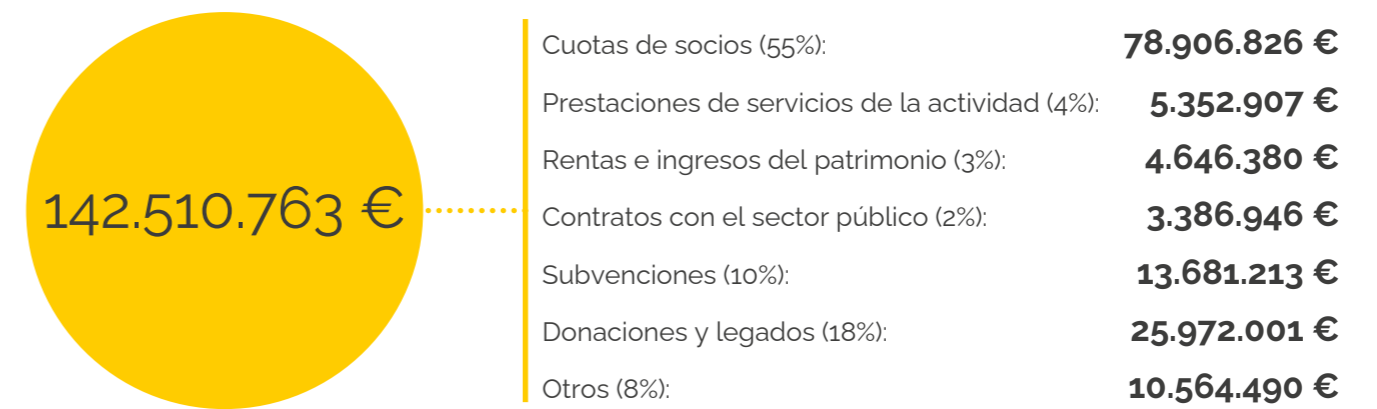 142.510.763 €
Cuotas de socios (55%): 78.906.826 €
Prestaciones de servicios de la actividad (4%): 5.352.907 €
Rentas e ingresos del patrimonio (3%): 4.646.380 €
Contratos con el sector público (2%): 3.386.946 €
Subvenciones (10%): 13.681.213 €
Donaciones y legados (18%): 25.972.001 €
Otros (8%): 10.564.490 €